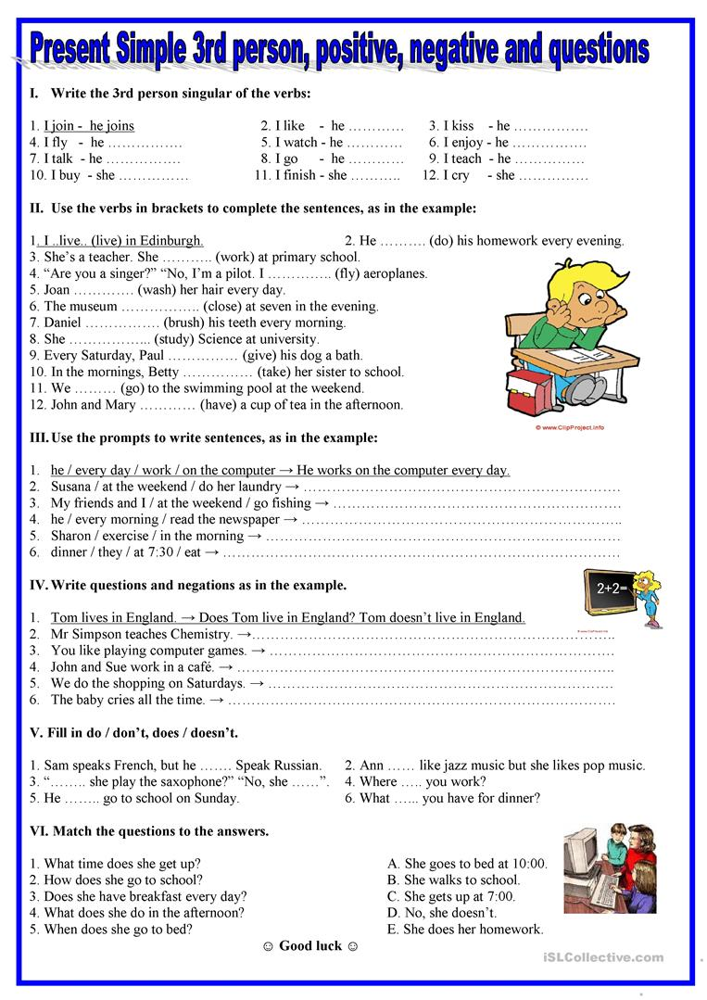 Present Simple 3rd person, positive, negative and questions
I. Write the 3rd person singular of the verbs:
1. I join - he joins 2. I like - he ………… 3. I kiss - he …………….
4. I fly - he ……………. 5. I watch - he ………… 6. I enjoy - he …………….
7. I talk - he ……………. 8. I go - he ………… 9. I teach - he ……………
10. I buy - she …………… 11. I finish - she ……….. 12. I cry - she ……………
II. Use the verbs in brackets to complete the sentences, as in the example:
1. I ..live.. (live) in Edinburgh. 2. He ………. (do) his homework every evening.
3. She’s a teacher. She ……….. (work) at primary school.
4. “Are you a singer?” “No, I’m a pilot. I ………….. (fly) aeroplanes.
5. Joan …………. (wash) her hair every day.
6. The museum …………….. (close) at seven in the evening.
7. Daniel ……………. (brush) his teeth every morning.
8. She ……………... (study) Science at university.
9. Every Saturday, Paul …………… (give) his dog a bath.
10. In the mornings, Betty …………… (take) her sister to school.
11. We ……… (go) to the swimming pool at the weekend.
12. John and Mary ………… (have) a cup of tea in the afternoon.
© www.ClipProject.info
III. Use the prompts to write sentences, as in the example:
1. he / every day / work / on the computer → He works on the computer every day.
2. Susana / at the weekend / do her laundry → ……………………………………………………………
3. My friends and I / at the weekend / go fishing → ………………………………………………………
4. he / every morning / read the newspaper → ……………………………………………………………..
5. Sharon / exercise / in the morning → ……………………………………………………………………
6. dinner / they / at 7:30 / eat → ……………………………………………………………………………
IV. Write questions and negations as in the example.
2+2=
1. Tom lives in England. → Does Tom live in England? Tom doesn’t live in England.
2. Mr Simpson teaches Chemistry. →……………………………………………………………………..
3. You like playing computer games. → …………………………………………………………………
4. John and Sue work in a café. → ………………………………………………………………………..
5. We do the shopping on Saturdays. → …………………………………………………………………
6. The baby cries all the time. → ………………………………………………………………………….
V. Fill in do / don’t, does / doesn’t.
1. Sam speaks French, but he ……. Speak Russian. 2. Ann …… like jazz music but she likes pop music.
3. “…….. she play the saxophone?” “No, she ……”. 4. Where ….. you work?
5. He …….. go to school on Sunday. 6. What …... you have for dinner?
VI. Match the questions to the answers.
1. What time does she get up? A. She goes to bed at 10:00.
2. How does she go to school? B. She walks to school.
3. Does she have breakfast every day? C. She gets up at 7:00.
4. What does she do in the afternoon? D. No, she doesn’t.
5. When does she go to bed? E. She does her homework.
☺ Good luck ☺
iSLCollective.com